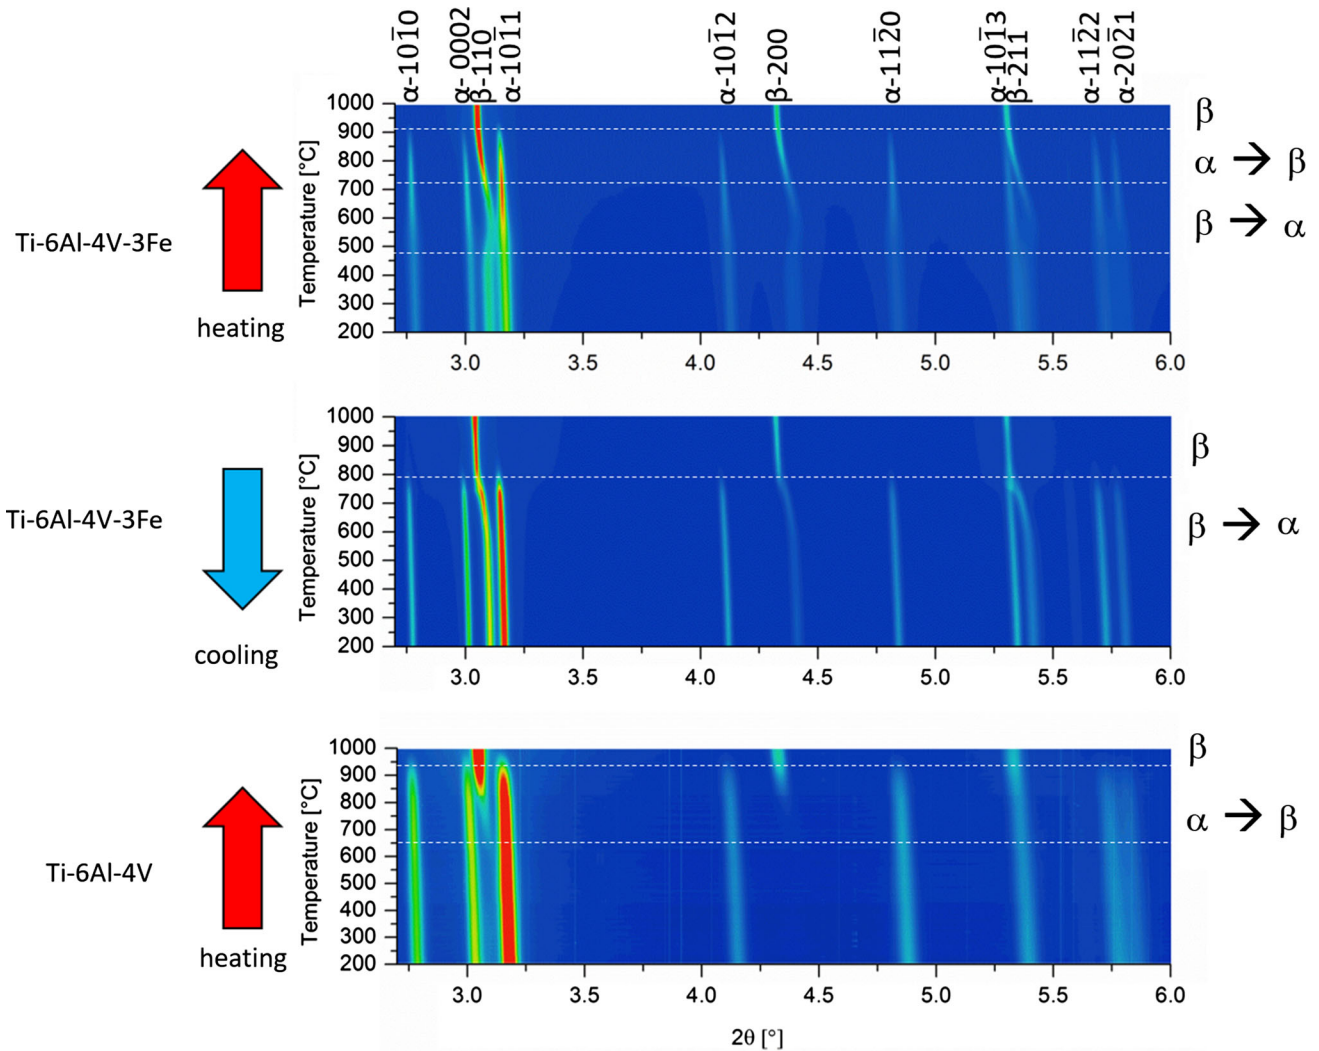 α-101̄0
α-0002
β-110
α-101̄1
α-101̄2
β-200
α-112̄0
α-101̄3
β-211
α-112̄2
α-202̄1
Ti-6Al-4V-3Fe
heating
Temperature [°C]
1000
900
800
700
600
500
400
300
200
3.0 3.5 4.0 4.5 5.0 5.5 6.0
β
α → β
β → α
Ti-6Al-4V-3Fe
cooling
Temperature [°C]
1000
900
800
700
600
500
400
300
200
3.0 3.5 4.0 4.5 5.0 5.5 6.0
β
β → α
Ti-6Al-4V
heating
Temperature [°C]
1000
900
800
700
600
500
400
300
200
3.0 3.5 4.0 4.5 5.0 5.5 6.0
β
α → β
2θ [°]